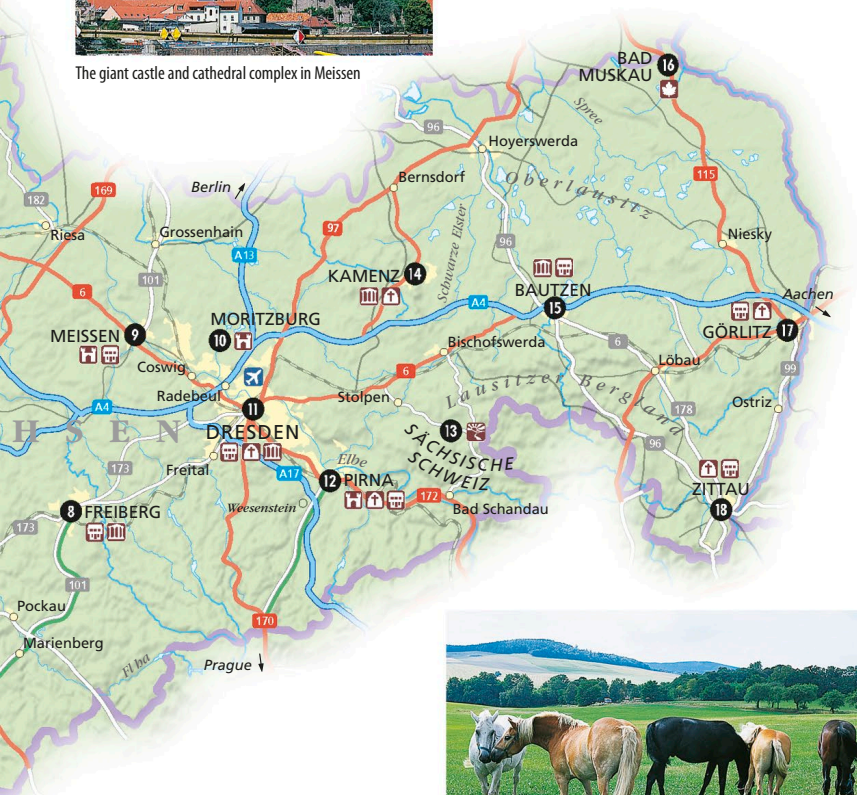 The giant castle and cathedral complex in Meissen
BAD
MUSKAU
16
Spree
96
Hoyerswerda
Bernsdorf
Oberlausitz
115
Berlin
169
182
Riesa
Grossenhain
A13
97
101
6
KAMENZ
14
Schwarze Elster
96
Niesky
BAUTZEN
15
A4
Aachen
GÖRLITZ
17
MEISSEN
9
MORITZBURG
10
Coswig
Radebeul
Bischofswerda
6
6
Löbau
99
Stolpen
Lausitzer Bergland
178
Ostriz
A4
HSEN
11
DRESDEN
13
SÄCHSISCHE
SCHWEIZ
96
173
Freital
A17
Elbe
12
PIRNA
172
Bad Schandau
ZITTAU
18
Weesenstein
8
FREIBERG
173
101
Pockau
Marienberg
170
Prague